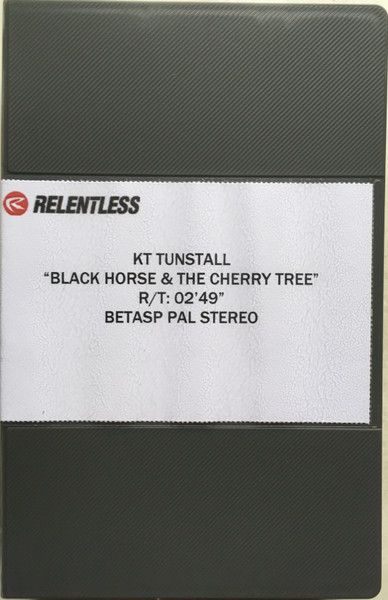 RELENTLESS
KT TUNSTALL
“BLACK HORSE & THE CHERRY TREE”
R/T: 02’49”
BETASP PAL STEREO